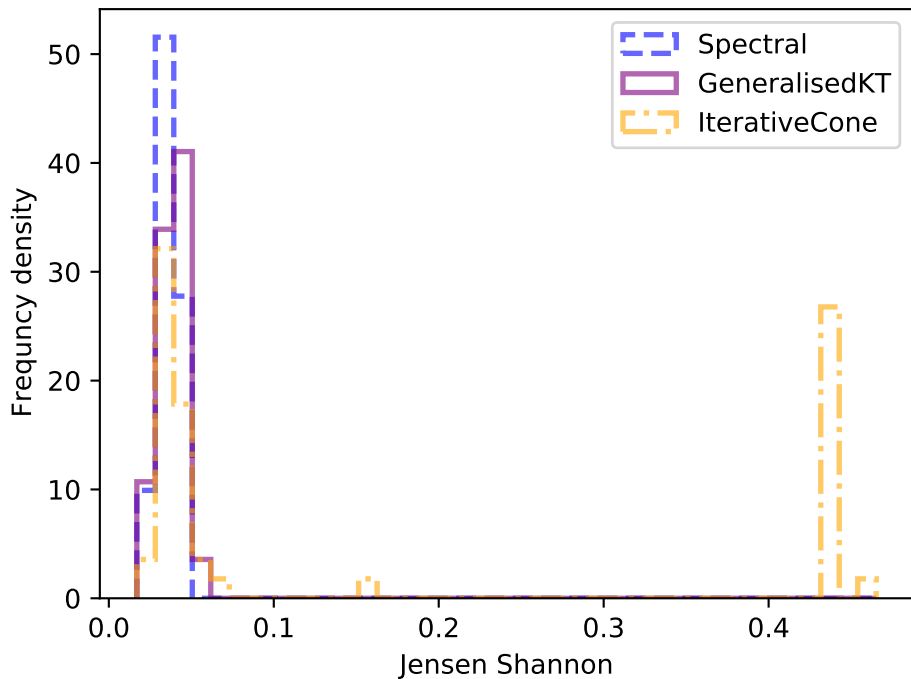 50
40
30
20
10
0
0.0
0.1
0.2
0.3
0.4
Frequncy density
Jensen Shannon
Spectral
GeneralisedKT
IterativeCone